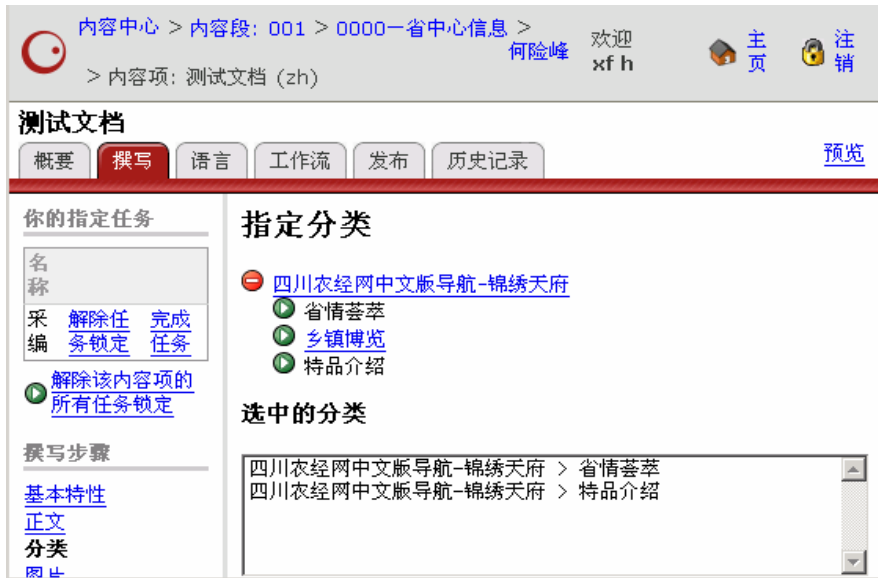 内容中心 > 内容段: 001 > 0000一省中心信息 >
何险峰
> 内容项: 测试文档 (zh)
欢迎
xf h
主
页
注
销
测试文档
概要 撰写 语言 工作流 发布 历史记录 预览
你的指定任务
名
称
采 解除任 完成
编 务锁定 任务
解除该内容项的
所有任务锁定
撰写步骤
基本特性
正文
分类
图片
指定分类
四川农经网中文版导航-锦绣天府
省情荟萃
乡镇博览
特品介绍
选中的分类
四川农经网中文版导航-锦绣天府 > 省情荟萃
四川农经网中文版导航-锦绣天府 > 特品介绍